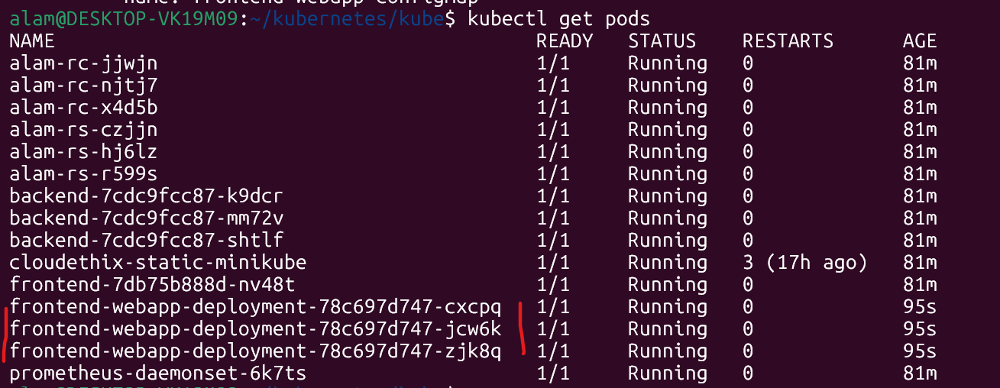 name: frontend-webapp-configmap
alam@DESKTOP-VK19M09:~/kubernetes/kube$ kubectl get pods
NAME READY STATUS RESTARTS AGE
alam-rc-jjwjn 1/1 Running 0 81m
alam-rc-njtj7 1/1 Running 0 81m
alam-rc-x4d5b 1/1 Running 0 81m
alam-rs-czjjn 1/1 Running 0 81m
alam-rs-hj6lz 1/1 Running 0 81m
alam-rs-r599s 1/1 Running 0 81m
backend-7cdc9fcc87-k9dcr 1/1 Running 0 81m
backend-7cdc9fcc87-mm72v 1/1 Running 0 81m
backend-7cdc9fcc87-shtlf 1/1 Running 0 81m
cloudethix-static-minikube 1/1 Running 3 (17h ago) 81m
frontend-7db75b888d-nv48t 1/1 Running 0 81m
frontend-webapp-deployment-78c697d747-cxcpq 1/1 Running 0 95s
frontend-webapp-deployment-78c697d747-jcw6k 1/1 Running 0 95s
frontend-webapp-deployment-78c697d747-zjk8q 1/1 Running 0 95s
prometheus-daemonset-6k7ts 1/1 Running 0 81m